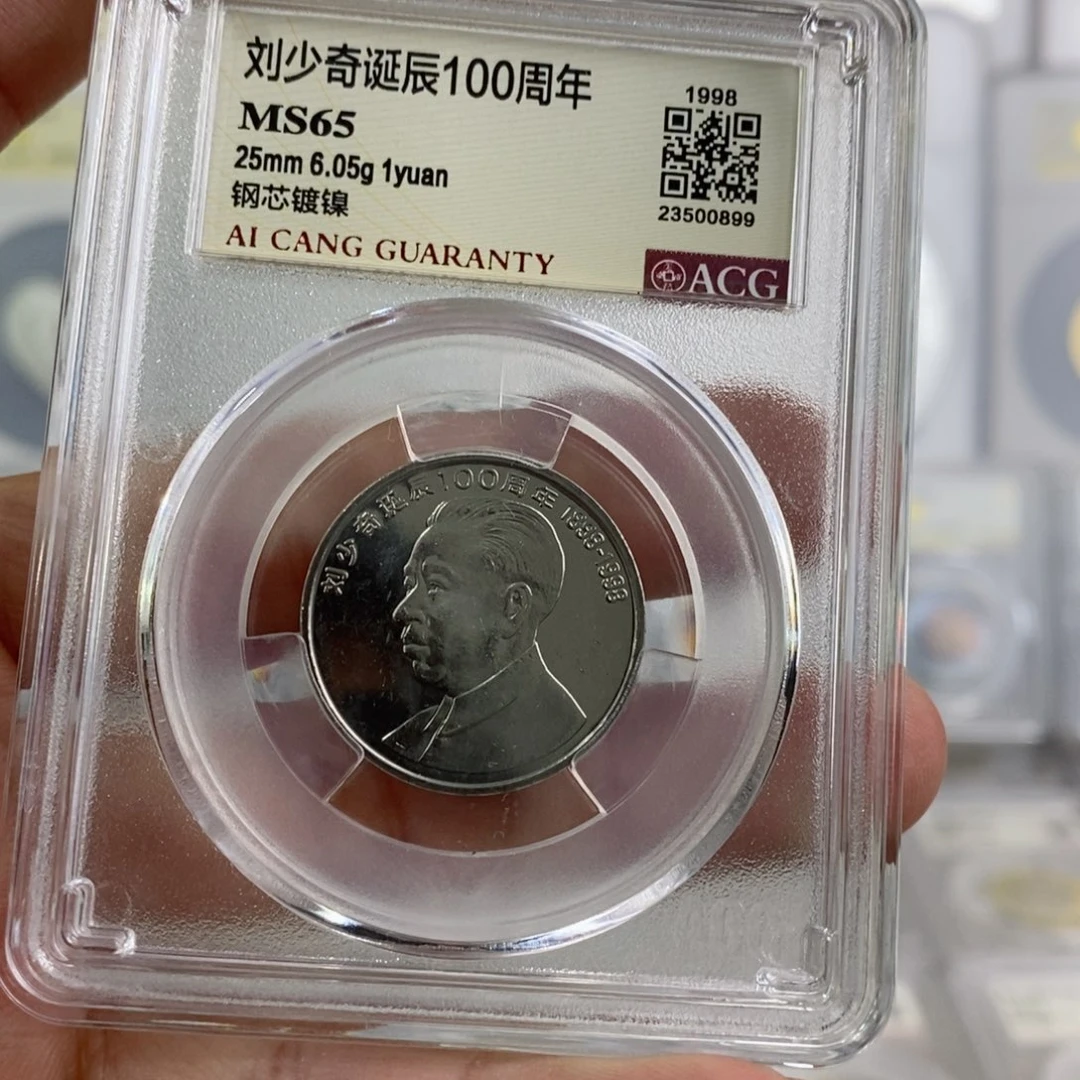 刘少奇诞辰100周年
MS65
25mm 6.05g 1yuan
钢芯镀镍
AI CANG GUARANTY
1998
23500899
ACG
刘少奇诞辰100周年 1898-1998